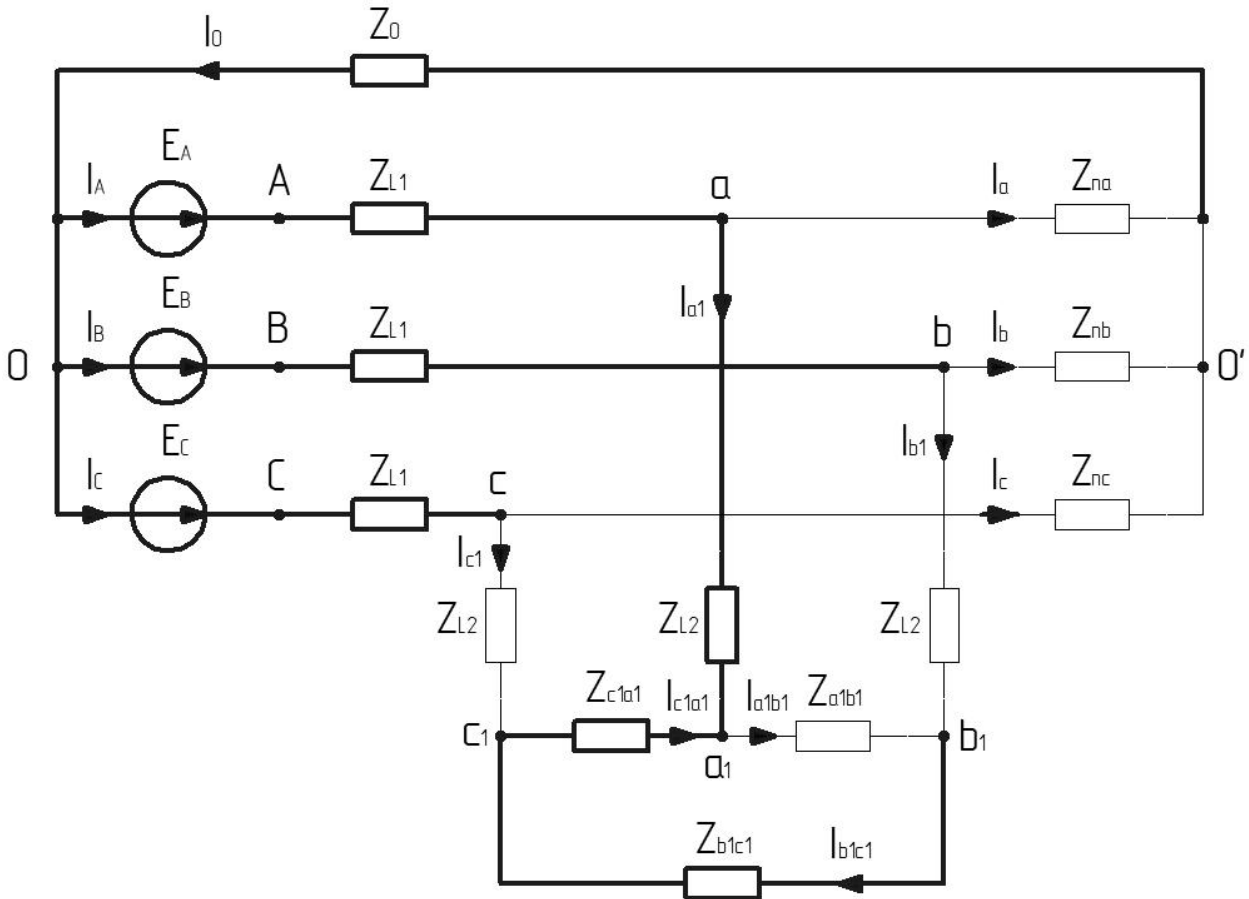 I0 Z0
EA
IA A ZL1 a Ia Zna
EB Ia1
IB B ZL1 b Ib Znb
0 0'
EC Ib1
IC C ZL1 c Ic Znc
Ic1
ZL2 ZL2 ZL2
Zc1a1 Ic1a1 Ia1b1 Za1b1
c1 a1 b1
Zb1c1 Ib1c1